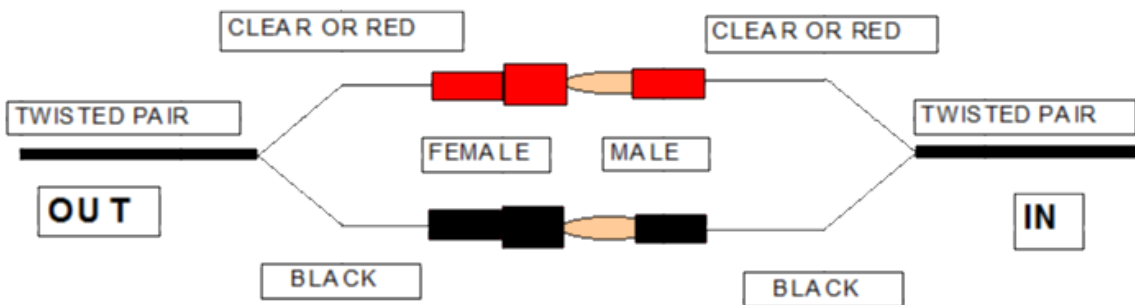 CLEAR OR RED
CLEAR OR RED
TWISTED PAIR
TWISTED PAIR
FEMALE
MALE
OUT
IN
BLACK
BLACK